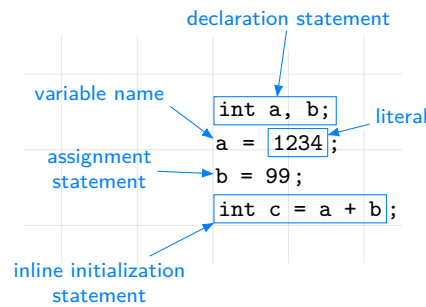 declaration statement
variable name
int a, b;
literal
a = 1234;
assignment
statement
b = 99;
int c = a + b;
inline initialization
statement